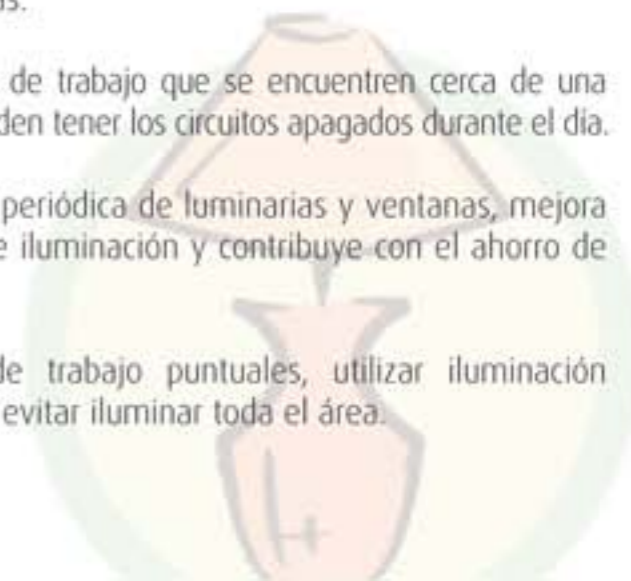 as.
de trabajo que se encuentren cerca de una
den tener los circuitos apagados durante el día.
periódica de luminarias y ventanas, mejora
e iluminación y contribuye con el ahorro de
de trabajo puntuales, utilizar iluminación
evitar iluminar toda el área.